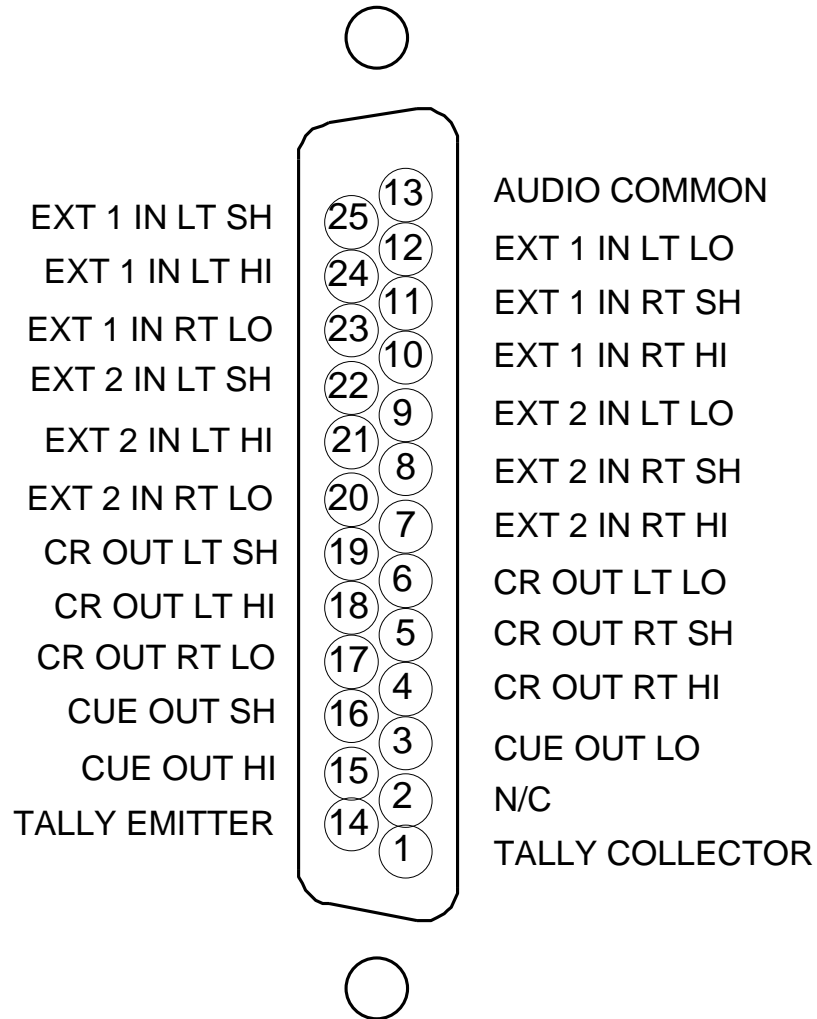 13 AUDIO COMMON
EXT 1 IN LT SH 25
12 EXT 1 IN LT LO
EXT 1 IN LT HI 24
11 EXT 1 IN RT SH
EXT 1 IN RT LO 23
10 EXT 1 IN RT HI
EXT 2 IN LT SH 22
9 EXT 2 IN LT LO
EXT 2 IN LT HI 21
8 EXT 2 IN RT SH
EXT 2 IN RT LO 20
7 EXT 2 IN RT HI
CR OUT LT SH 19
6 CR OUT LT LO
CR OUT LT HI 18
5 CR OUT RT SH
CR OUT RT LO 17
4 CR OUT RT HI
CUE OUT SH 16
3 CUE OUT LO
CUE OUT HI 15
2 N/C
TALLY EMITTER 14
1 TALLY COLLECTOR